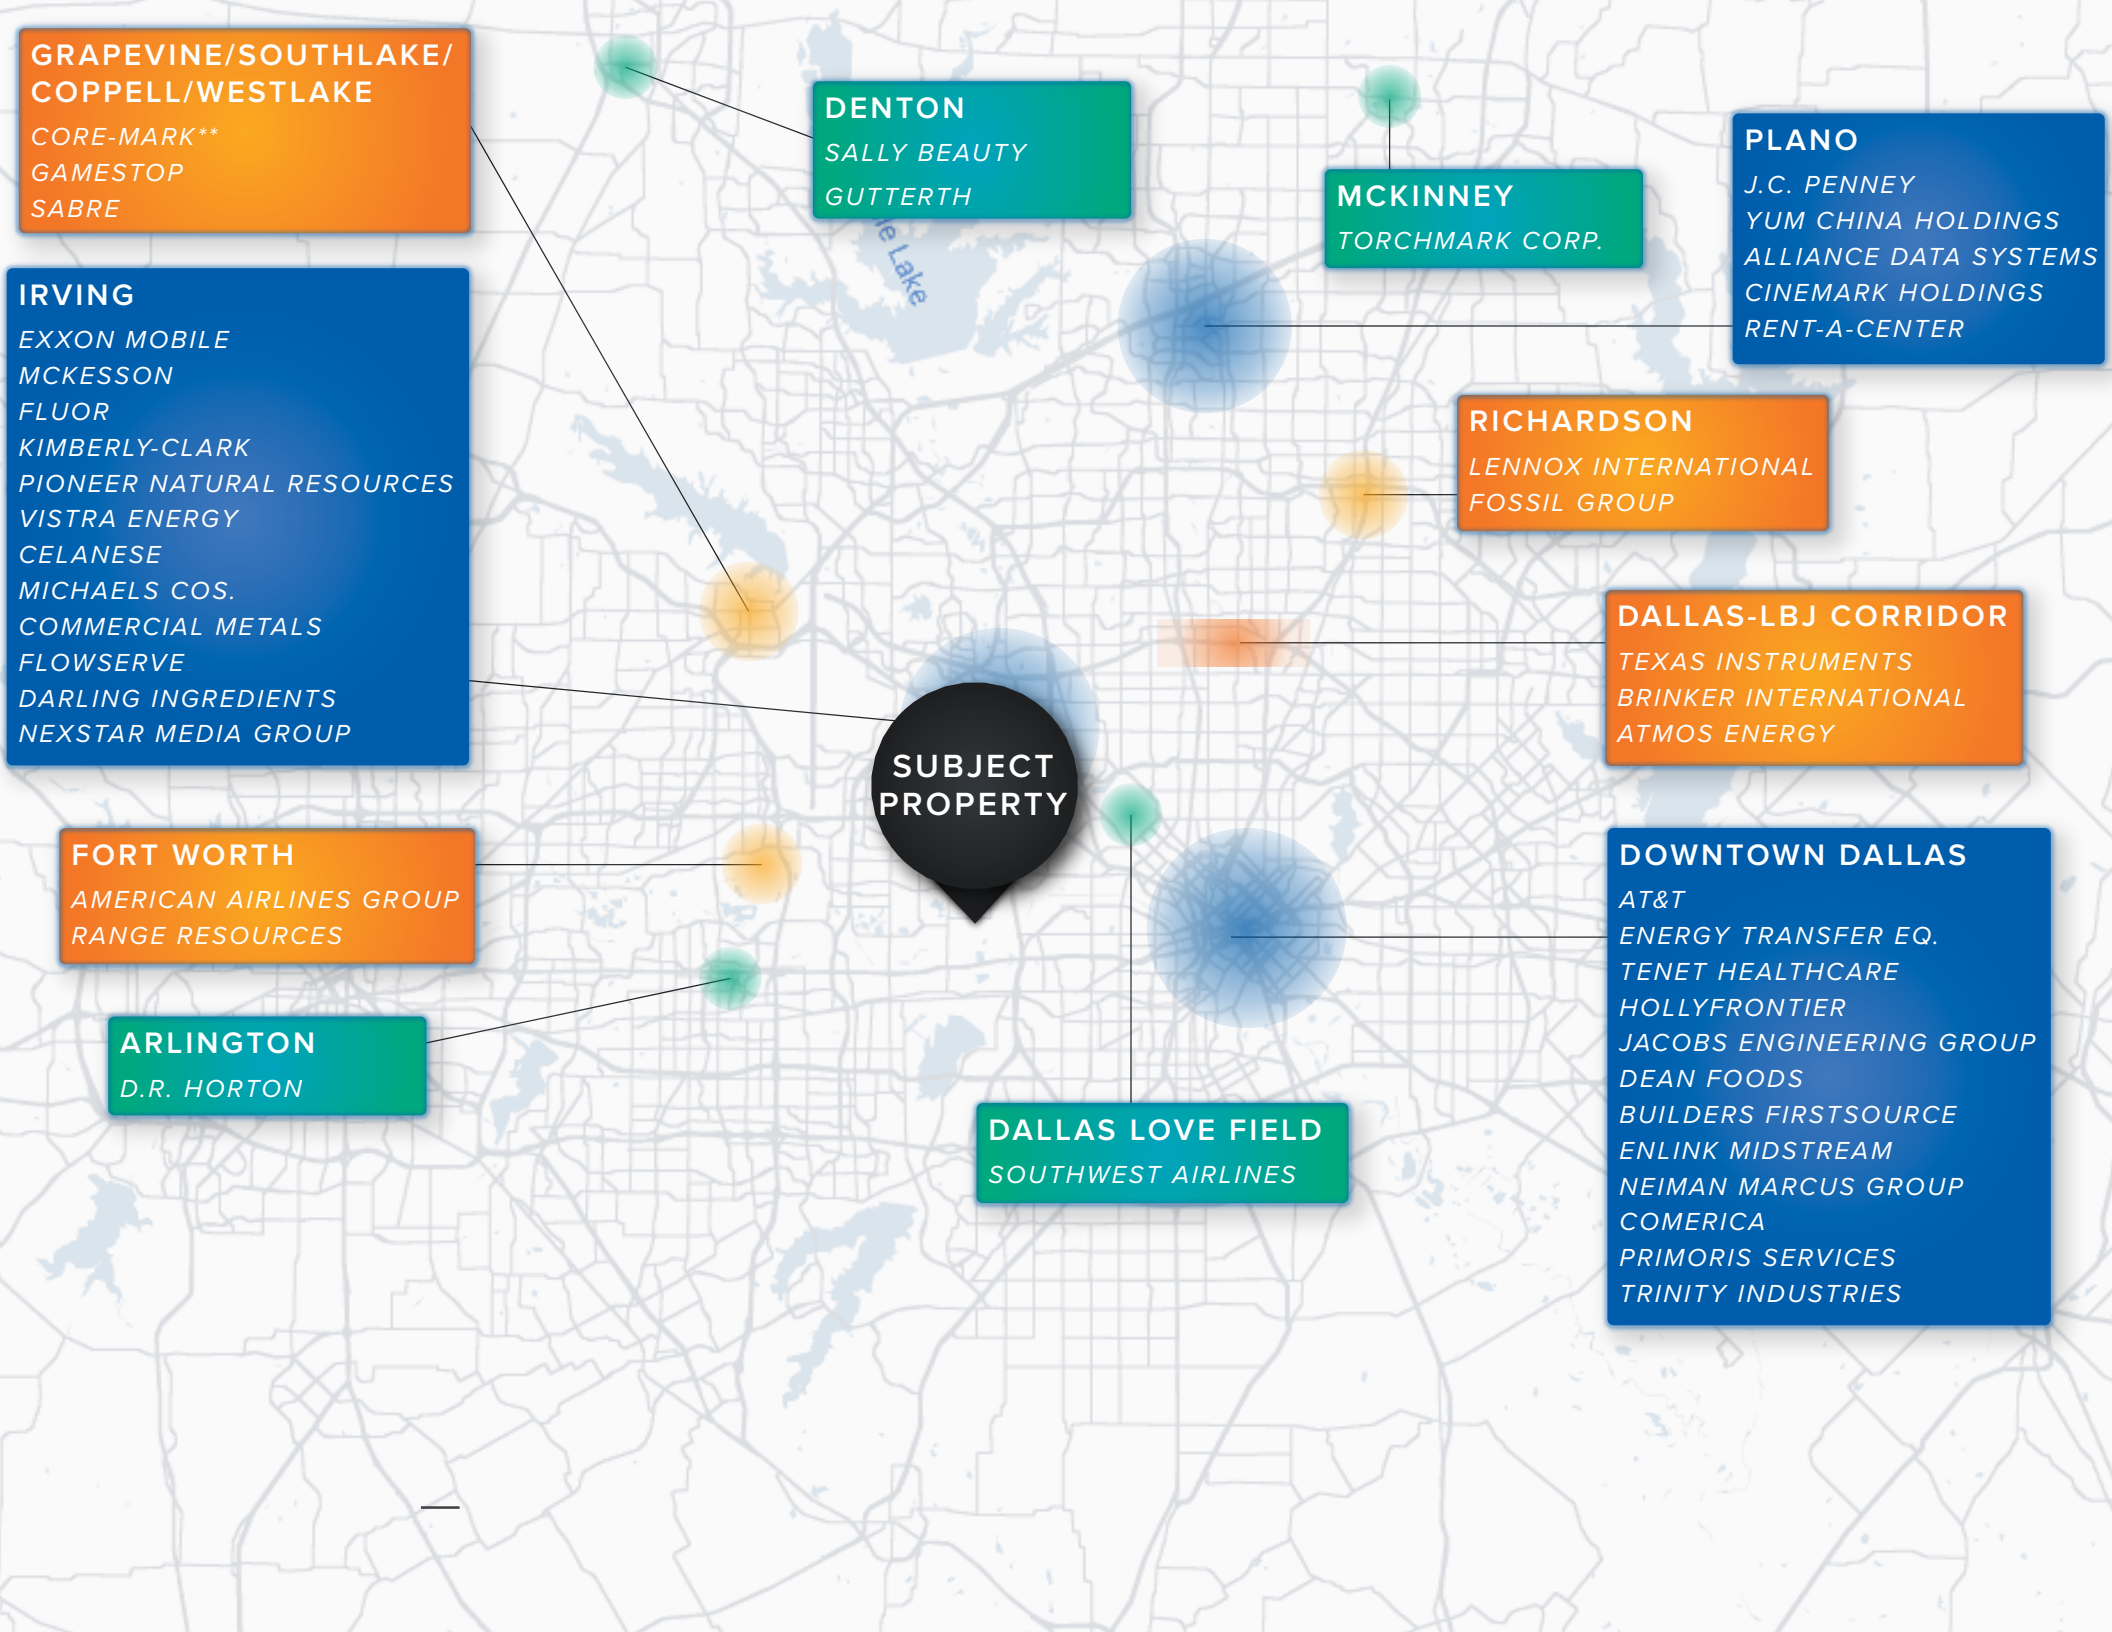 GRAPEVINE/SOUTHLAKE/
COPPELL/WESTLAKE
CORE-MARK**
GAMESTOP
SABRE
DENTON
SALLY BEAUTY
GUTTERTH
Lake
MCKINNEY
TORCHMARK CORP.
PLANO
J.C. PENNEY
YUM CHINA HOLDINGS
ALLIANCE DATA SYSTEMS
CINEMARK HOLDINGS
RENT-A-CENTER
IRVING
EXXON MOBILE
MCKESSON
FLUOR
KIMBERLY-CLARK
PIONEER NATURAL RESOURCES
VISTRA ENERGY
CELANESE
MICHAELS COS.
COMMERCIAL METALS
FLOWSERVE
DARLING INGREDIENTS
NEXSTAR MEDIA GROUP
RICHARDSON
LENNOX INTERNATIONAL
FOSSIL GROUP
DALLAS-LBJ CORRIDOR
TEXAS INSTRUMENTS
BRINKER INTERNATIONAL
ATMOS ENERGY
SUBJECT
PROPERTY
FORT WORTH
AMERICAN AIRLINES GROUP
RANGE RESOURCES
DOWNTOWN DALLAS
AT&T
ENERGY TRANSFER EQ.
TENET HEALTHCARE
HOLLYFRONTIER
JACOBS ENGINEERING GROUP
DEAN FOODS
BUILDERS FIRSTSOURCE
ENLINK MIDSTREAM
NEIMAN MARCUS GROUP
COMERICA
PRIMORIS SERVICES
TRINITY INDUSTRIES
ARLINGTON
D.R. HORTON
DALLAS LOVE FIELD
SOUTHWEST AIRLINES